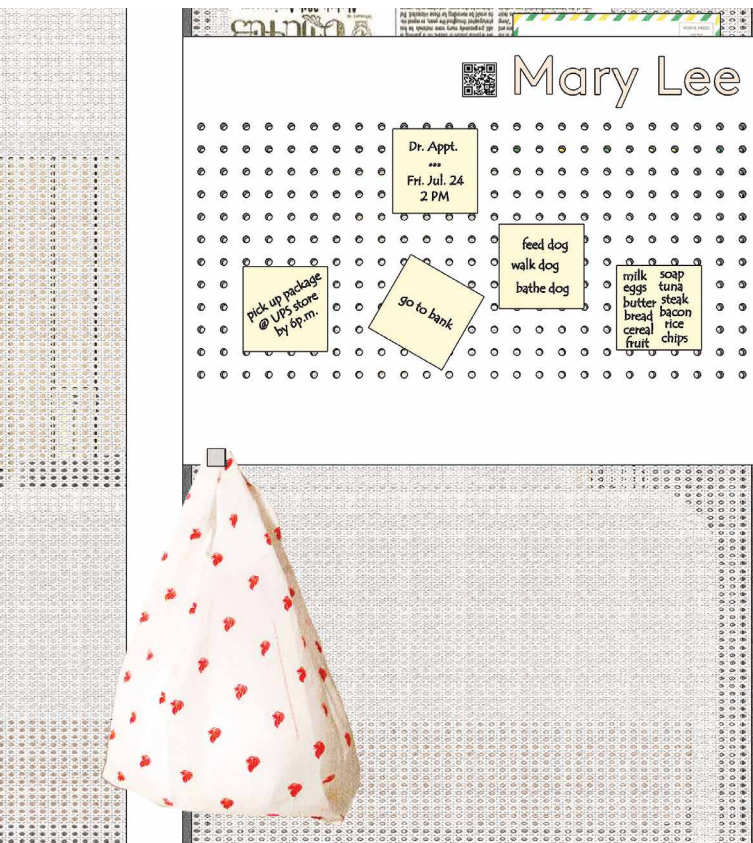 Mary Lee
Dr. Appt.
...
Fri. Jul. 24
2 PM
feed dog
walk dog
bathe dog
pick up package
@ UPS store
by 6p.m.
go to bank
milk soap
eggs tuna
butter steak
bread bacon
cereal rice
fruit chips